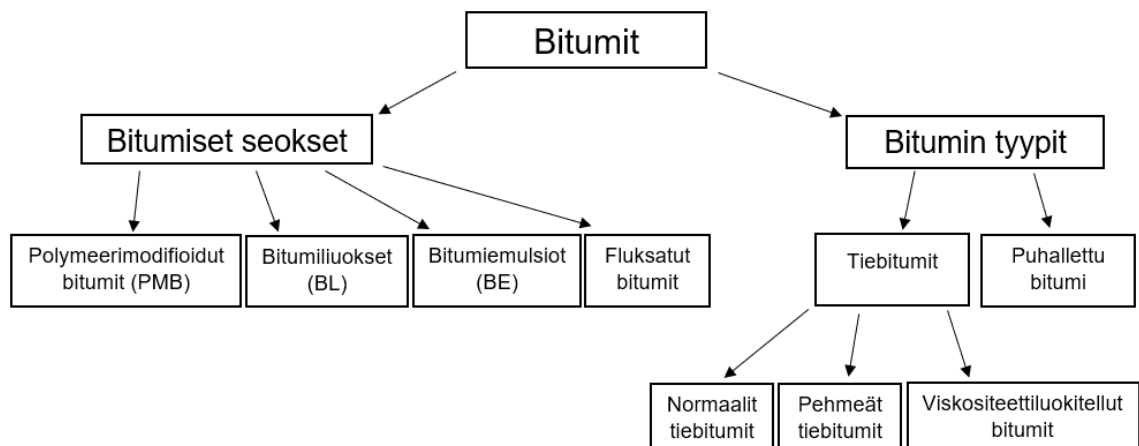 Bitumit
Bitumiset seokset
Bitumin tyypit
Polymeerimodifioidut
bitumit (PMB)
Bitumiliuokset
(BL)
Bitumiemulsiot
(BE)
Fluksatut
bitumit
Tiebitumit
Puhallettu
bitumi
Normaalit
tiebitumit
Pehmeät
tiebitumit
Viskositeettiluokitellut
bitumit